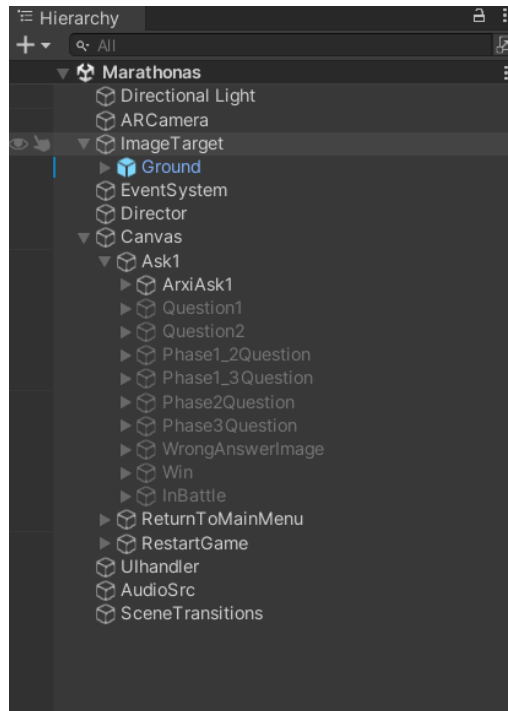 Hierarchy
All
Marathonas
Directional Light
ARCamera
ImageTarget
Ground
EventSystem
Director
Canvas
Ask1
ArxiAsk1
Question1
Question2
Phase1_2Question
Phase1_3Question
Phase2Question
Phase3Question
WrongAnswerImage
Win
InBattle
ReturnToMainMenu
RestartGame
UIhandler
AudioSrc
SceneTransitions